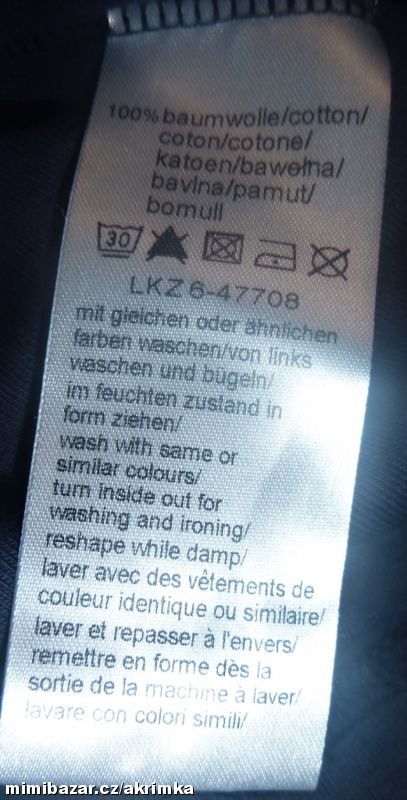 100% baumwolle/cotton/
coton/cotone/
katoen/bawełna/
bavlna/pamut/
bomull
30
LKZ 6-47708
mit gleichen oder ähnlichen
farben waschen/von links
waschen und bügeln/
im feuchten zustand in
form ziehen/
wash with same or
similar colours/
turn inside out for
washing and ironing/
reshape while damp/
laver avec des vêtements de
couleur identique ou similaire/
laver et repasser à l'envers/
remettre en forme dès la
sortie de la machine à laver/
lavare con colori simili/
mimibazar.cz/akrimka